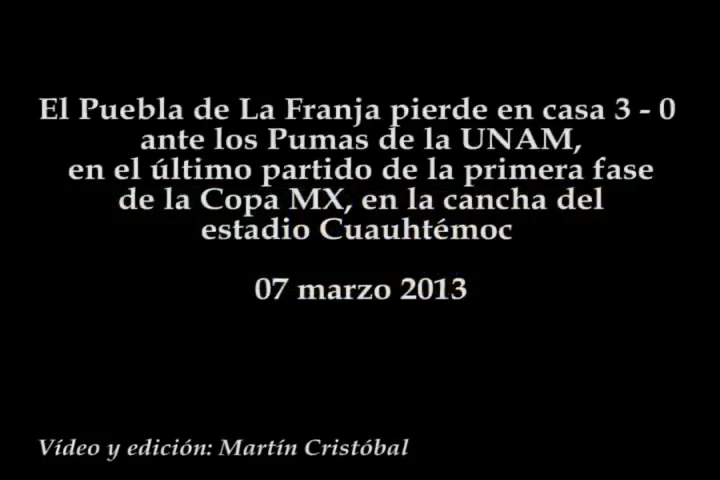 El Puebla de La Franja pierde en casa 3 - 0
ante los Pumas de la UNAM,
en el último partido de la primera fase
de la Copa MX, en la cancha del
estadio Cuauhtémoc
07 marzo 2013
Vídeo y edición: Martín Cristóbal